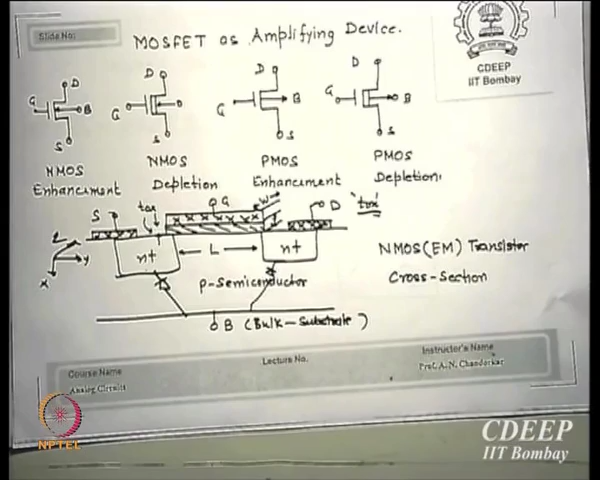 Slide No:
MOSFET as Amplifying Device.
CDEEP
IIT Bombay
D
G
B
S
D
G
S
D
G
B
S
D
G
B
S
NMOS
Enhancement
NMOS
Depletion
PMOS
Enhancement
PMOS
Depletion
tox
G
W
"tox"
S
D
L
n+
n+
x
y
p-Semiconductor
NMOS(EM) Transistor
Cross-Section
B (Bulk-Substrate)
Course Name
Analog Circuits
Lecture No.
Instructor's Name
Prof. A. N. Chandorkar
NPTEL
CDEEP
IIT Bombay